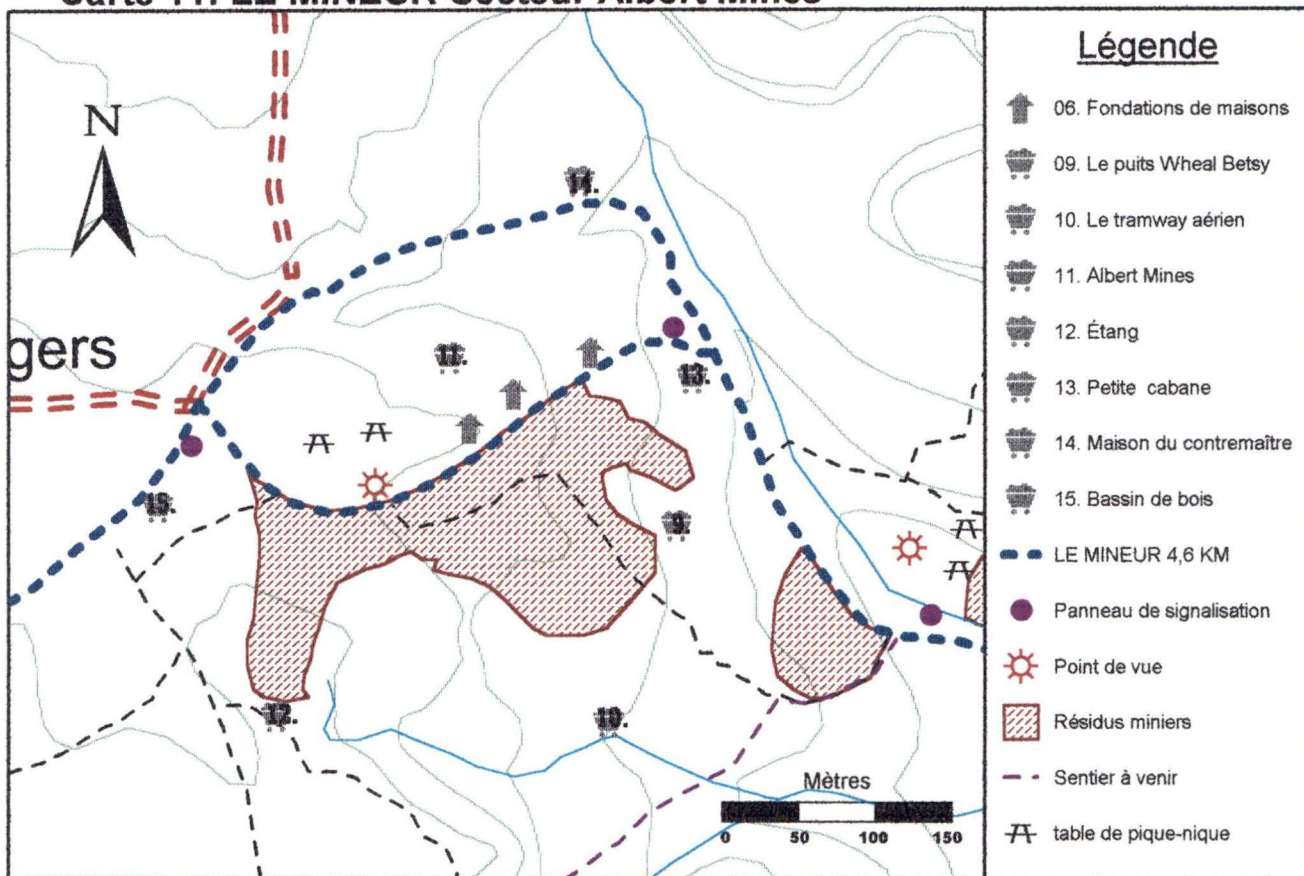 N
gers
14.
11.
13.
15.
9.
12.
10.
Mètres
0 50 100 150
Légende
06. Fondations de maisons
09. Le puits Wheal Betsy
10. Le tramway aérien
11. Albert Mines
12. Étang
13. Petite cabane
14. Maison du contremaître
15. Bassin de bois
LE MINEUR 4,6 KM
Panneau de signalisation
Point de vue
Résidus miniers
Sentier à venir
table de pique-nique